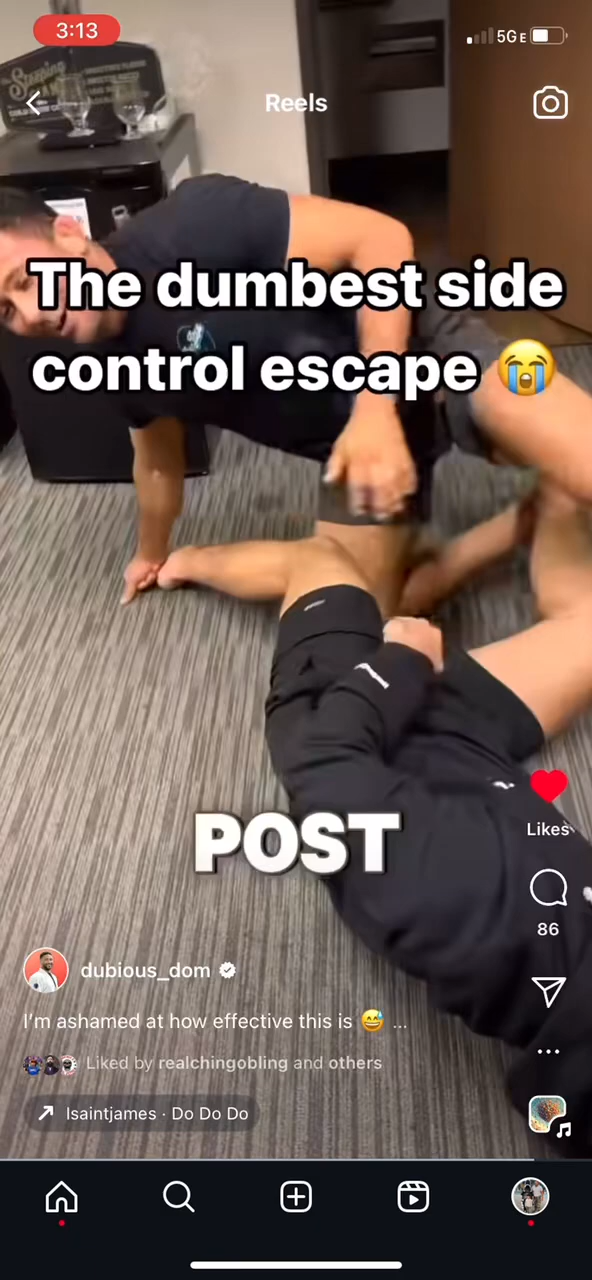 3:13
5G E
Reels
The dumbest side
control escape 😭
POST
Likes
86
dubious_dom
I'm ashamed at how effective this is 😅 ...
Liked by realchingobling and others
Isaintjames · Do Do Do